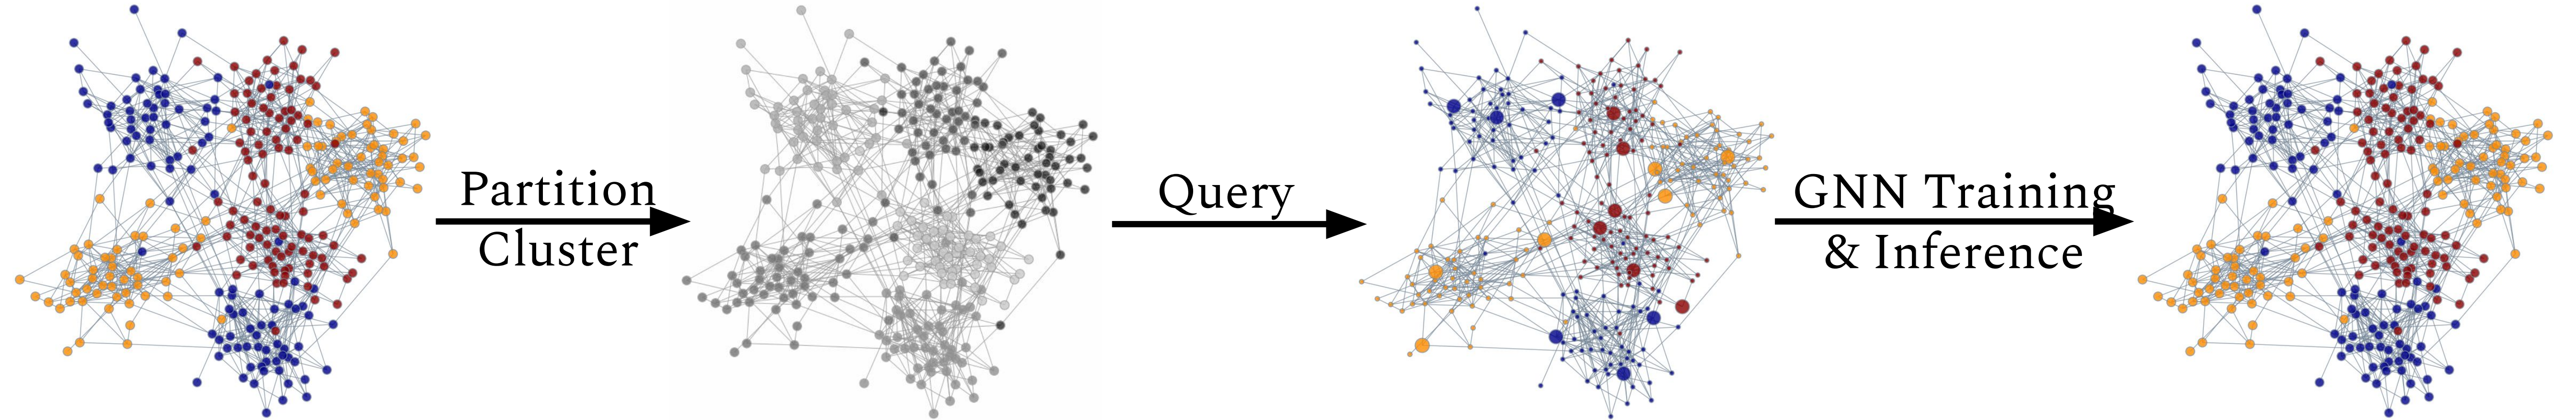 Partition
Cluster
Query
GNN Training
& Inference